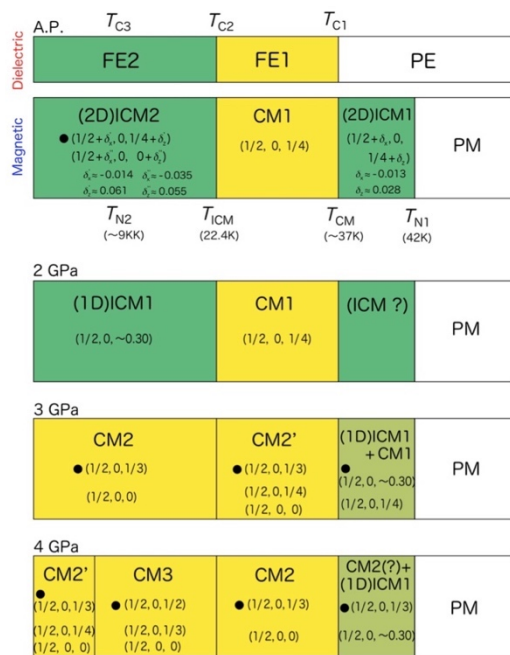 A.P.
T_C3 T_C2 T_C1
Dielectric
FE2 FE1 PE
Magnetic
(2D)ICM2
● (1/2+δₓ, 0, 1/4+δ_z)
(1/2+δₓ, 0, 0+δ_z)
δₓ≈-0.014 δₓ≈-0.035
δ_z≈0.061 δ_z≈0.055
CM1
(1/2, 0, 1/4)
(2D)ICM1
(1/2+δₓ, 0,
1/4+δ_z)
δₓ≈-0.013
δ_z≈0.028
PM
T_N2 T_ICM T_CM T_N1
(~9KK) (22.4K) (~37K) (42K)
2 GPa
(1D)ICM1
(1/2, 0, ~0.30)
CM1
(1/2, 0, 1/4)
(ICM ?)
PM
3 GPa
CM2
● (1/2, 0, 1/3)
(1/2, 0, 0)
CM2'
● (1/2, 0, 1/3)
(1/2, 0, 1/4)
(1/2, 0, 0)
(1D)ICM1
+ CM1
●
(1/2, 0, ~0.30)
(1/2, 0, 1/4)
PM
4 GPa
CM2'
●
(1/2, 0, 1/3)
(1/2, 0, 1/4)
(1/2, 0, 0)
CM3
● (1/2, 0, 1/2)
(1/2, 0, 1/3)
(1/2, 0, 0)
CM2
● (1/2, 0, 1/3)
(1/2, 0, 0)
CM2(?)+
(1D)ICM1
● (1/2, 0, 1/3)
(1/2, 0, ~0.30)
PM